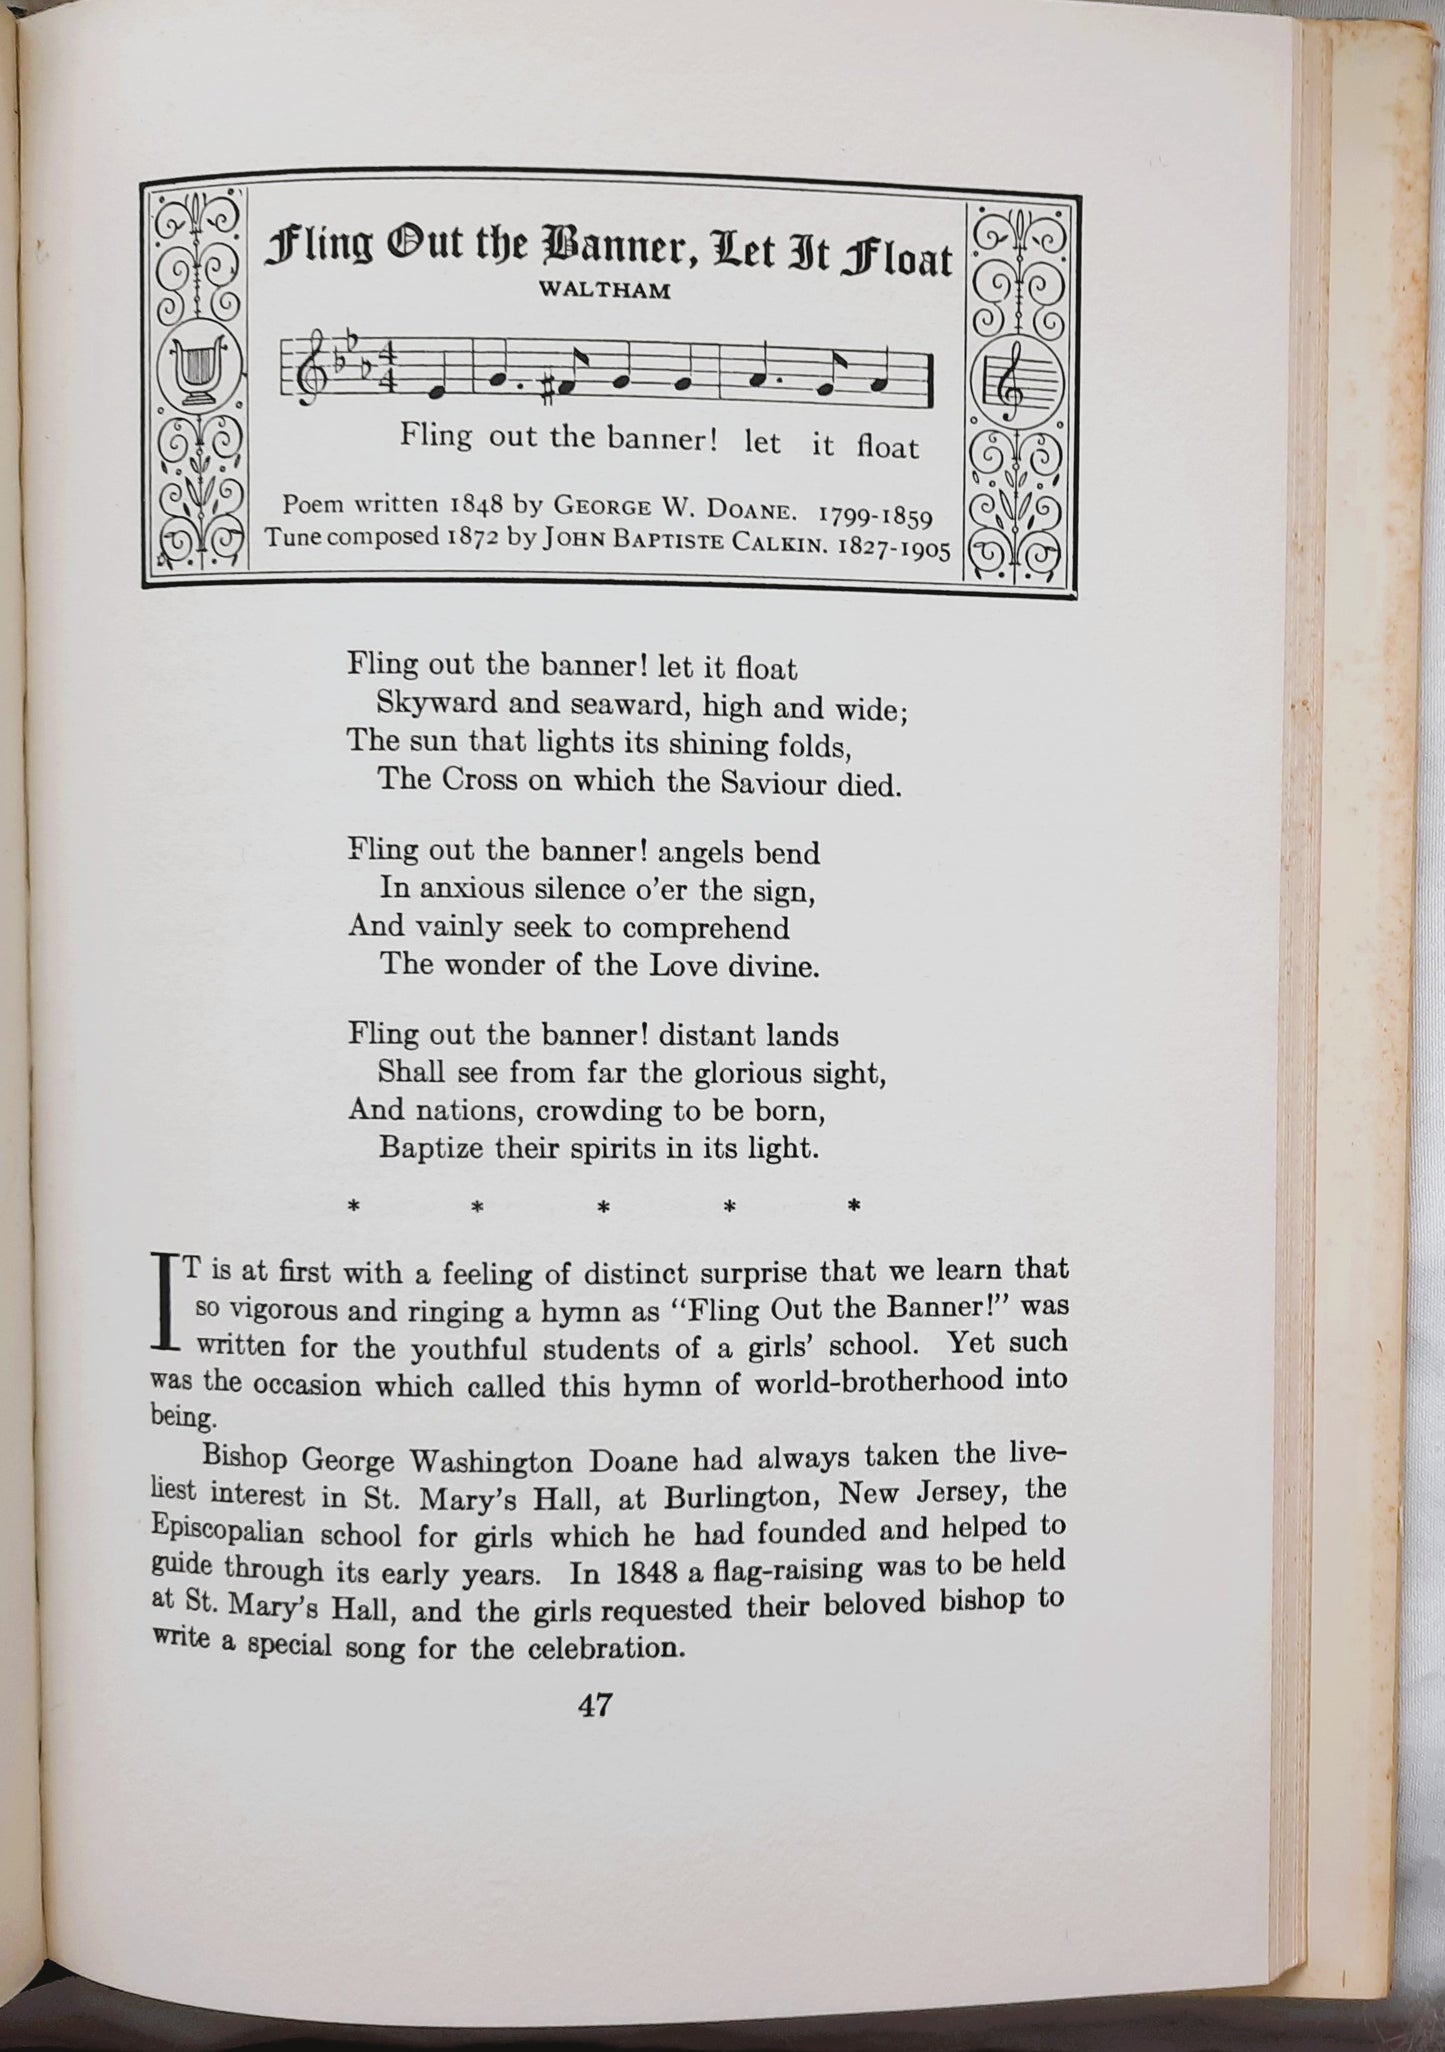 Fling Out the Banner, Let It Float
WALTHAM
4
4
Fling out the banner! let it float
Poem written 1848 by GEORGE W. DOANE. 1799-1859
Tune composed 1872 by JOHN BAPTISTE CALKIN. 1827-1905
Fling out the banner! let it float
Skyward and seaward, high and wide;
The sun that lights its shining folds,
The Cross on which the Saviour died.
Fling out the banner! angels bend
In anxious silence o'er the sign,
And vainly seek to comprehend
The wonder of the Love divine.
Fling out the banner! distant lands
Shall see from far the glorious sight,
And nations, crowding to be born,
Baptize their spirits in its light.
* * * * *
IT is at first with a feeling of distinct surprise that we learn that
so vigorous and ringing a hymn as "Fling Out the Banner!" was
written for the youthful students of a girls' school. Yet such
was the occasion which called this hymn of world-brotherhood into
being.
Bishop George Washington Doane had always taken the live-
liest interest in St. Mary's Hall, at Burlington, New Jersey, the
Episcopalian school for girls which he had founded and helped to
guide through its early years. In 1848 a flag-raising was to be held
at St. Mary's Hall, and the girls requested their beloved bishop to
write a special song for the celebration.
47